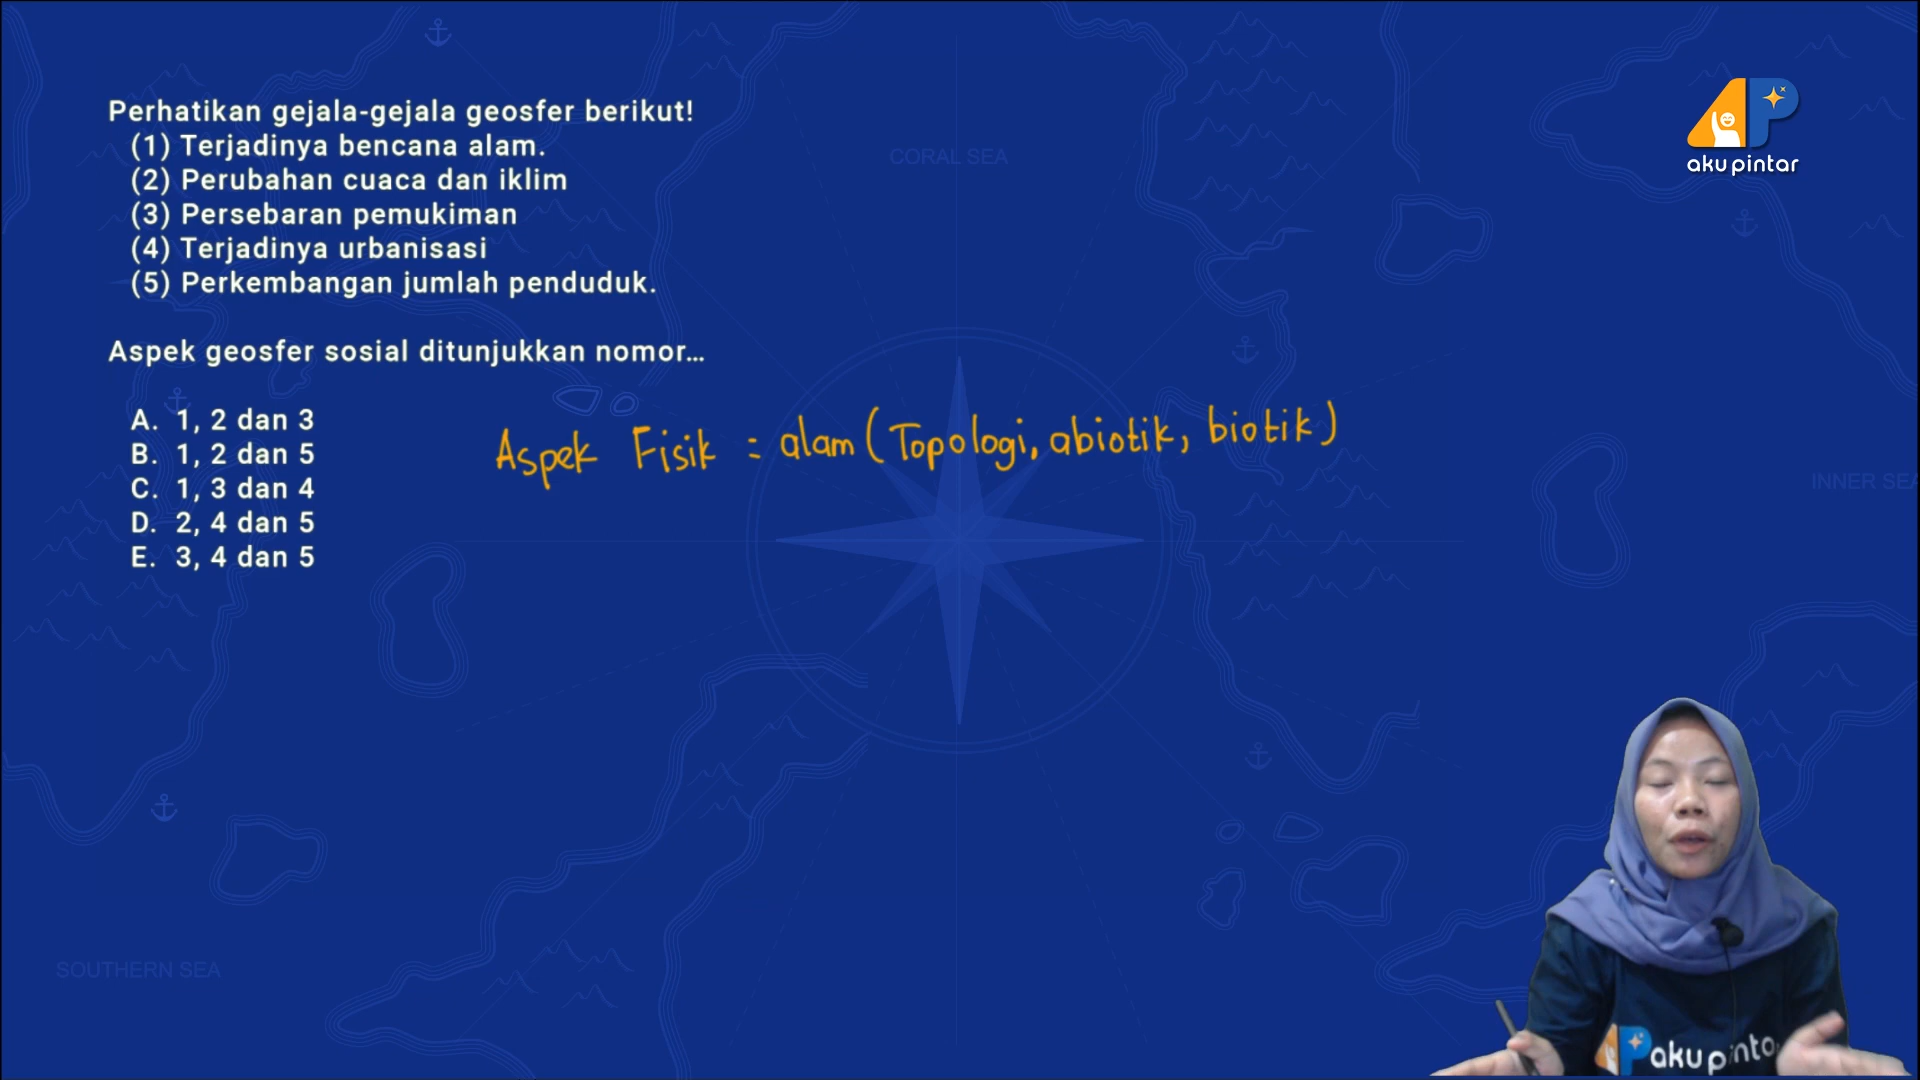 Perhatikan gejala-gejala geosfer berikut!
(1) Terjadinya bencana alam.
(2) Perubahan cuaca dan iklim
(3) Persebaran pemukiman
(4) Terjadinya urbanisasi
(5) Perkembangan jumlah penduduk.
Aspek geosfer sosial ditunjukkan nomor...
A. 1, 2 dan 3
B. 1, 2 dan 5
C. 1, 3 dan 4
D. 2, 4 dan 5
E. 3, 4 dan 5
Aspek Fisik = alam (Topologi, abiotik, biotik)
aku pintar
CORAL SEA
INNER SEA
SOUTHERN SEA
aku pinta